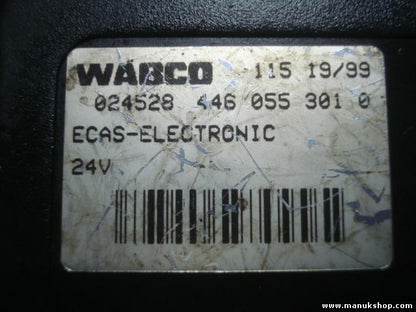 WABCO 115 19/99
024528 446 055 301 0
ECAS-ELECTRONIC
24V
www.manukshop.com